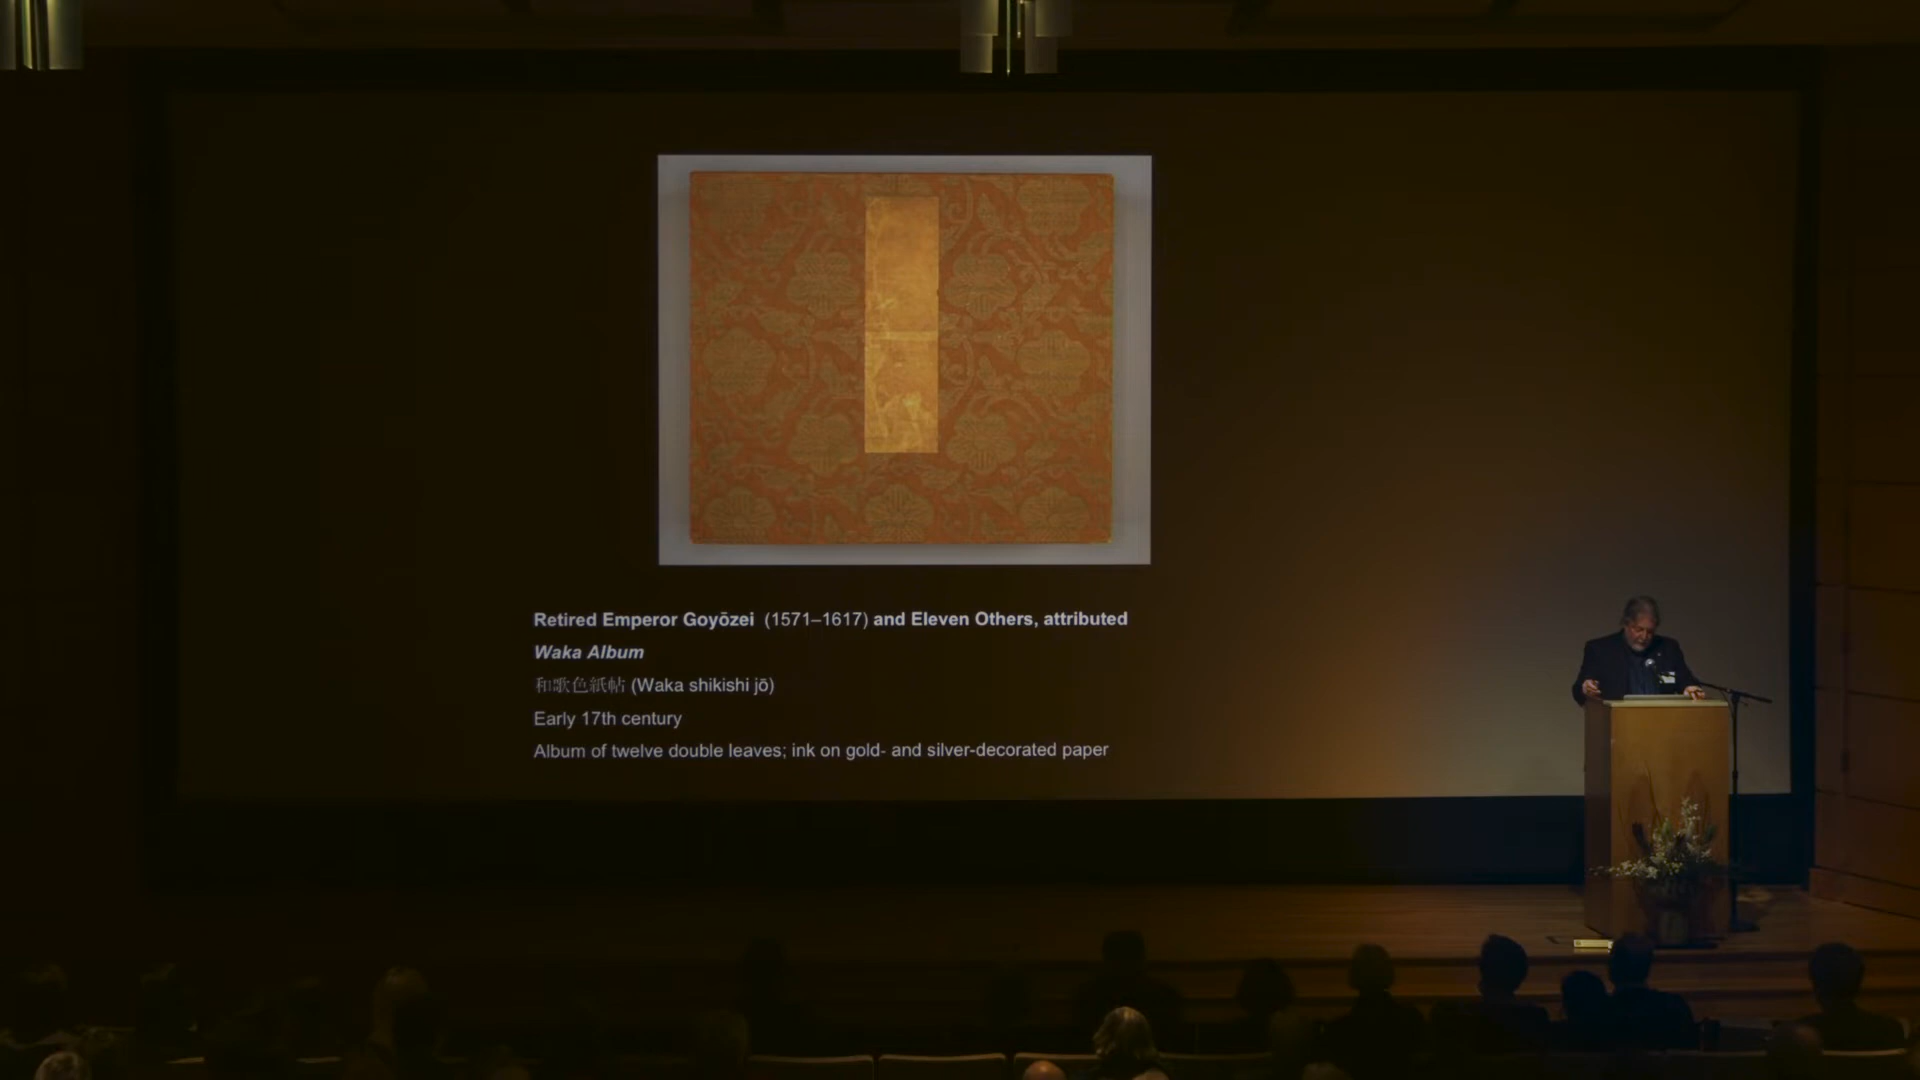 Retired Emperor Goyōzei (1571–1617) and Eleven Others, attributed
Waka Album
和歌色紙帖 (Waka shikishi jō)
Early 17th century
Album of twelve double leaves; ink on gold- and silver-decorated paper